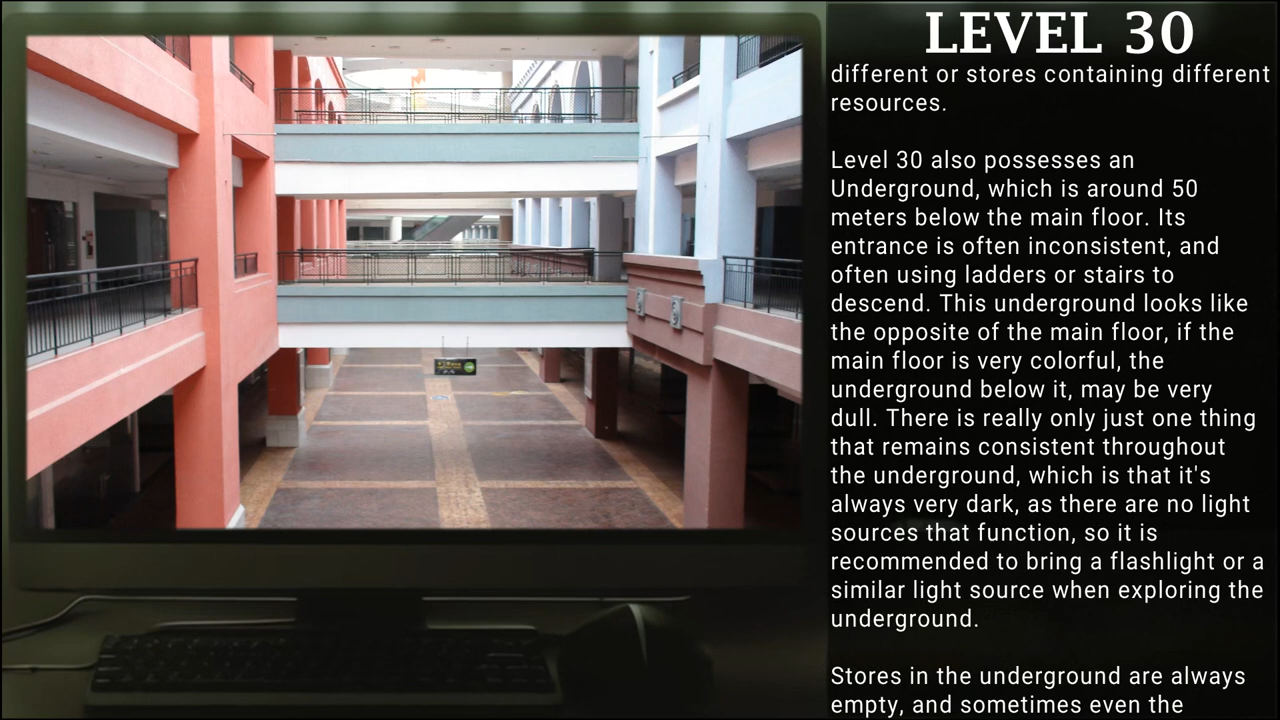 LEVEL 30
different or stores containing different
resources.
Level 30 also possesses an
Underground, which is around 50
meters below the main floor. Its
entrance is often inconsistent, and
often using ladders or stairs to
descend. This underground looks like
the opposite of the main floor, if the
main floor is very colorful, the
underground below it, may be very
dull. There is really only just one thing
that remains consistent throughout
the underground, which is that it's
always very dark, as there are no light
sources that function, so it is
recommended to bring a flashlight or a
similar light source when exploring the
underground.
Stores in the underground are always
empty, and sometimes even the